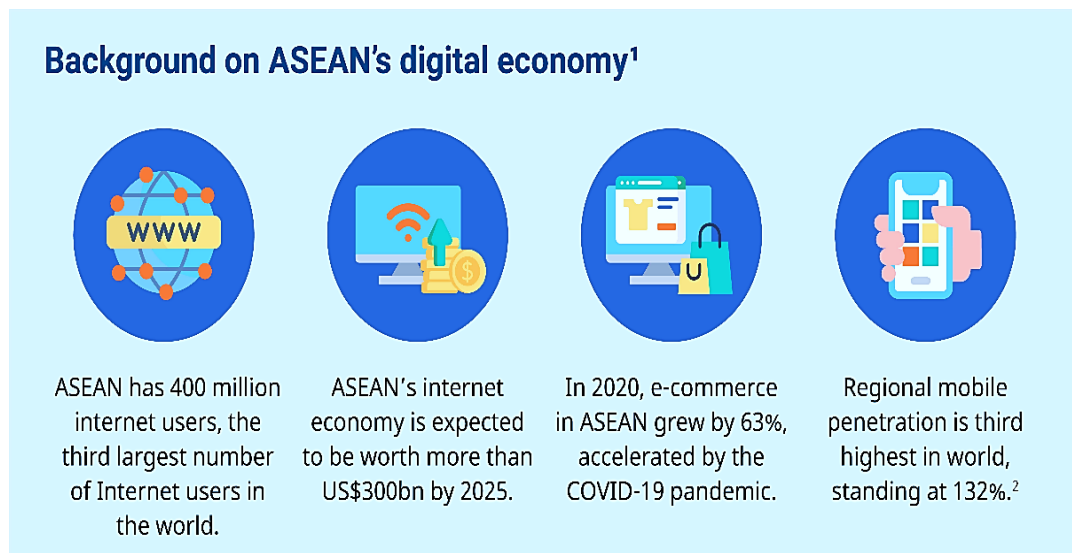 Background on ASEAN's digital economy¹
WWW
ASEAN has 400 million
internet users, the
third largest number
of Internet users in
the world.
ASEAN's internet
economy is expected
to be worth more than
US$300bn by 2025.
In 2020, e-commerce
in ASEAN grew by 63%,
accelerated by the
COVID-19 pandemic.
Regional mobile
penetration is third
highest in world,
standing at 132%.²